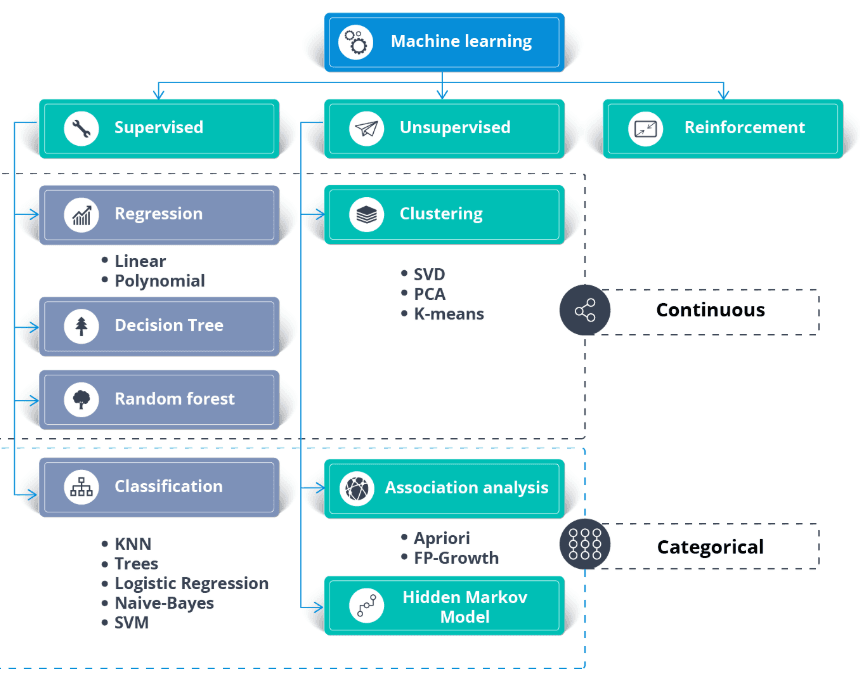 Machine learning
Supervised
Unsupervised
Reinforcement
Regression
Linear
Polynomial
Decision Tree
Random forest
Clustering
SVD
PCA
K-means
Continuous
Classification
KNN
Trees
Logistic Regression
Naive-Bayes
SVM
Association analysis
Apriori
FP-Growth
Hidden Markov
Model
Categorical